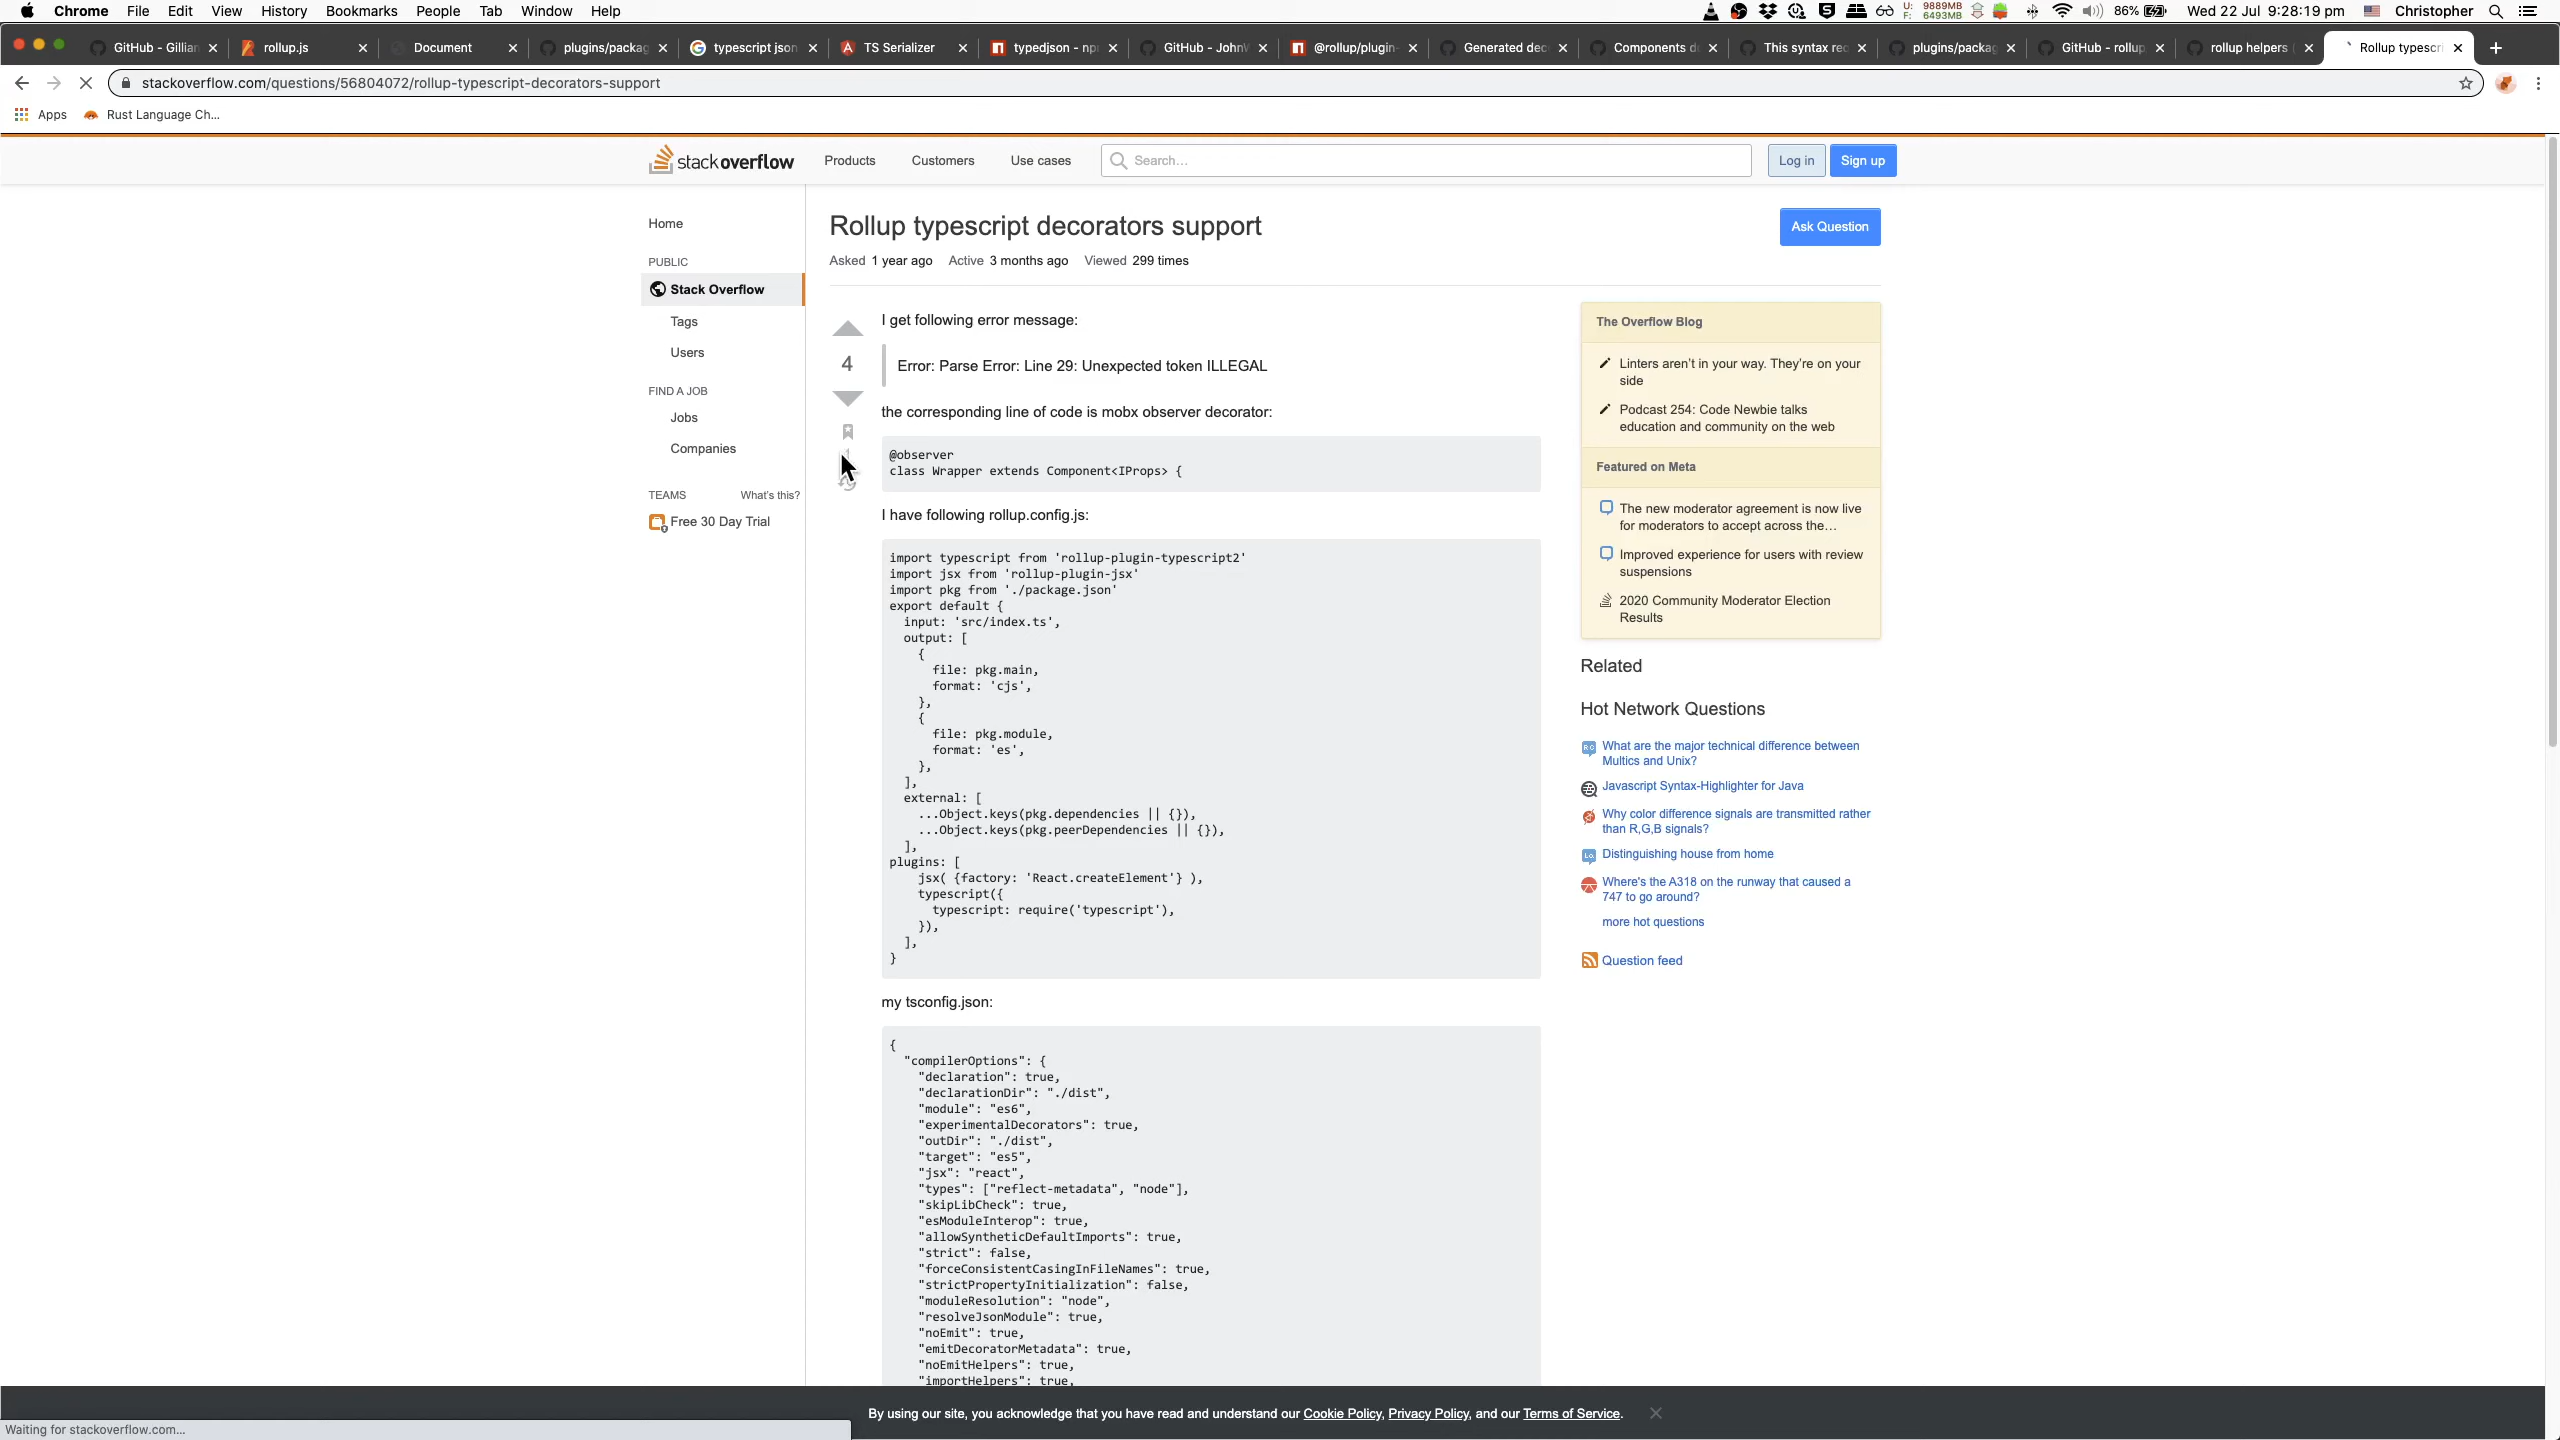 Chrome File Edit View History Bookmarks People Tab Window Help
U: 9889MB
F: 6493MB
86% Wed 22 Jul 9:28:19 pm Christopher
GitHub - Gillian rollup.js Document plugins/packag typescript json TS Serializer typedjson - np GitHub - John @rollup/plugin- Generated dec Components d This syntax req plugins/packag GitHub - rollup rollup helpers Rollup typescri
stackoverflow.com/questions/56804072/rollup-typescript-decorators-support
Apps Rust Language Ch...
stackoverflow Products Customers Use cases Search... Log in Sign up
Home
PUBLIC
Stack Overflow
Tags
Users
FIND A JOB
Jobs
Companies
TEAMS What's this?
Free 30 Day Trial
Rollup typescript decorators support
Ask Question
Asked 1 year ago Active 3 months ago Viewed 299 times
4
I get following error message:
Error: Parse Error: Line 29: Unexpected token ILLEGAL
the corresponding line of code is mobx observer decorator:
@observer
class Wrapper extends Component<IProps> {
I have following rollup.config.js:
import typescript from 'rollup-plugin-typescript2'
import jsx from 'rollup-plugin-jsx'
import pkg from './package.json'
export default {
input: 'src/index.ts',
output: [
{
file: pkg.main,
format: 'cjs',
},
{
file: pkg.module,
format: 'es',
},
],
external: [
...Object.keys(pkg.dependencies || {}),
...Object.keys(pkg.peerDependencies || {}),
],
plugins: [
jsx( {factory: 'React.createElement'} ),
typescript({
typescript: require('typescript'),
}),
],
}
my tsconfig.json:
{
"compilerOptions": {
"declaration": true,
"declarationDir": "./dist",
"module": "es6",
"experimentalDecorators": true,
"outDir": "./dist",
"target": "es5",
"jsx": "react",
"types": ["reflect-metadata", "node"],
"skipLibCheck": true,
"esModuleInterop": true,
"allowSyntheticDefaultImports": true,
"strict": false,
"forceConsistentCasingInFileNames": true,
"strictPropertyInitialization": false,
"moduleResolution": "node",
"resolveJsonModule": true,
"noEmit": true,
"emitDecoratorMetadata": true,
"noEmitHelpers": true,
"importHelpers": true,
The Overflow Blog
Linters aren't in your way. They're on your
side
Podcast 254: Code Newbie talks
education and community on the web
Featured on Meta
The new moderator agreement is now live
for moderators to accept across the...
Improved experience for users with review
suspensions
2020 Community Moderator Election
Results
Related
Hot Network Questions
What are the major technical difference between
Multics and Unix?
Javascript Syntax-Highlighter for Java
Why color difference signals are transmitted rather
than R,G,B signals?
Distinguishing house from home
Where's the A318 on the runway that caused a
747 to go around?
more hot questions
Question feed
By using our site, you acknowledge that you have read and understand our Cookie Policy, Privacy Policy, and our Terms of Service.
Waiting for stackoverflow.com...